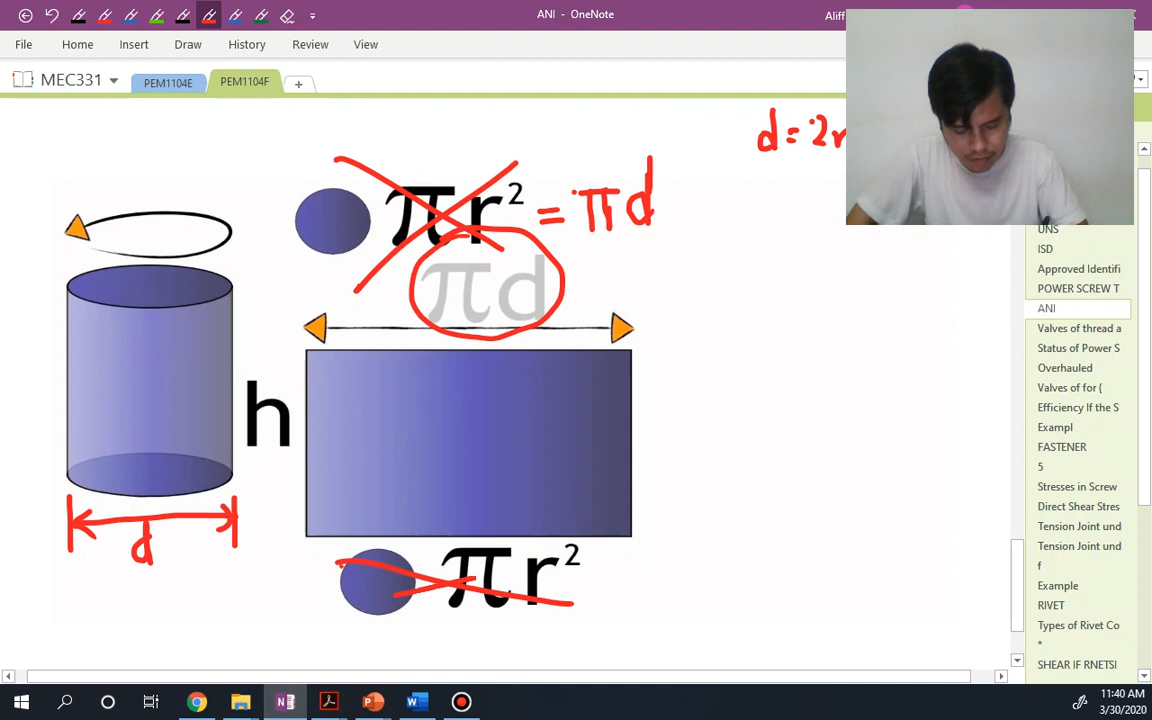 ANI - OneNote
Aliff
File Home Insert Draw History Review View
MEC331 PEM1104E PEM1104F
d = 2r
πr² = πd
πd
h
d
πr²
UNS
ISD
Approved Identifi
POWER SCREW T
ANI
Valves of thread a
Status of Power S
Overhauled
Valves of for {
Efficiency If the S
Exampl
FASTENER
5
Stresses in Screw
Direct Shear Stres
Tension Joint und
Tension Joint und
f
Example
RIVET
Types of Rivet Co
*
SHEAR IF RNETSI
11:40 AM
3/30/2020